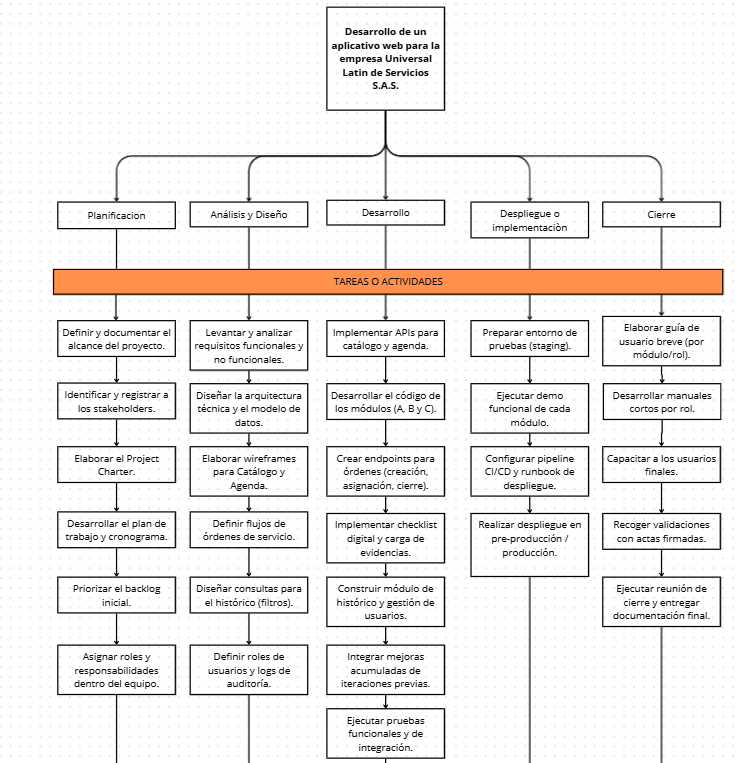 Desarrollo de un
aplicativo web para la
empresa Universal
Latin de Servicios
S.A.S.
Planificacion
Análisis y Diseño
Desarrollo
Despliegue o
implementaciòn
Cierre
TAREAS O ACTIVIDADES
Definir y documentar el
alcance del proyecto.
Identificar y registrar a
los stakeholders.
Elaborar el Project
Charter.
Desarrollar el plan de
trabajo y cronograma.
Priorizar el backlog
inicial.
Asignar roles y
responsabilidades
dentro del equipo.
Levantar y analizar
requisitos funcionales y
no funcionales.
Diseñar la arquitectura
técnica y el modelo de
datos.
Elaborar wireframes
para Catálogo y
Agenda.
Definir flujos de
órdenes de servicio.
Diseñar consultas para
el histórico (filtros).
Definir roles de
usuarios y logs de
auditoría.
Implementar APIs para
catálogo y agenda.
Desarrollar el código de
los módulos (A, B y C).
Crear endpoints para
órdenes (creación,
asignación, cierre).
Implementar checklist
digital y carga de
evidencias.
Construir módulo de
histórico y gestión de
usuarios.
Integrar mejoras
acumuladas de
iteraciones previas.
Ejecutar pruebas
funcionales y de
integración.
Preparar entorno de
pruebas (staging).
Ejecutar demo
funcional de cada
módulo.
Configurar pipeline
CI/CD y runbook de
despliegue.
Realizar despliegue en
pre-producción /
producción.
Elaborar guía de
usuario breve (por
módulo/rol).
Desarrollar manuales
cortos por rol.
Capacitar a los usuarios
finales.
Recoger validaciones
con actas firmadas.
Ejecutar reunión de
cierre y entregar
documentación final.